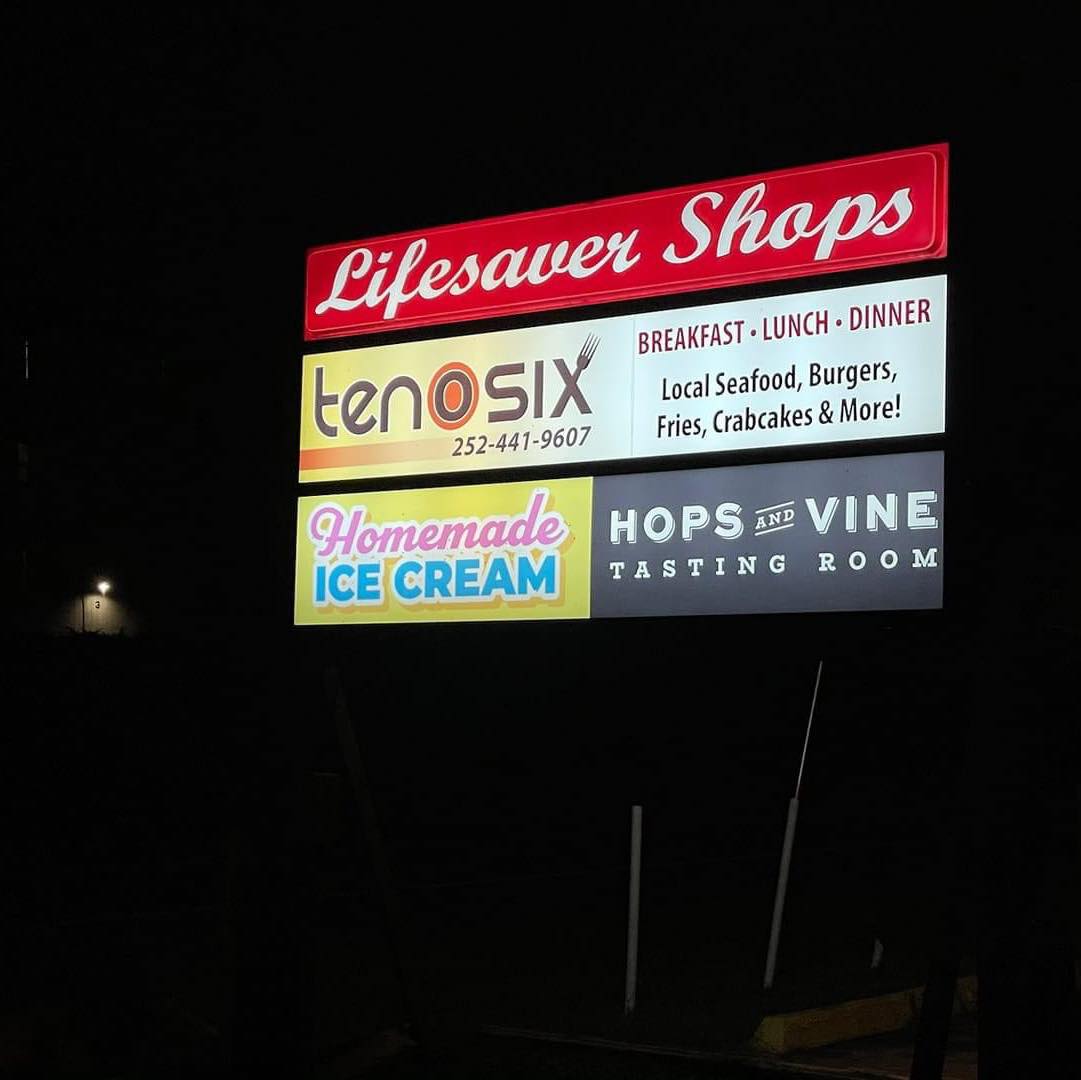 Lifesaver Shops
tenOSIX
252-441-9607
BREAKFAST • LUNCH • DINNER
Local Seafood, Burgers,
Fries, Crabcakes & More!
Homemade
ICE CREAM
HOPS AND VINE
TASTING ROOM
3